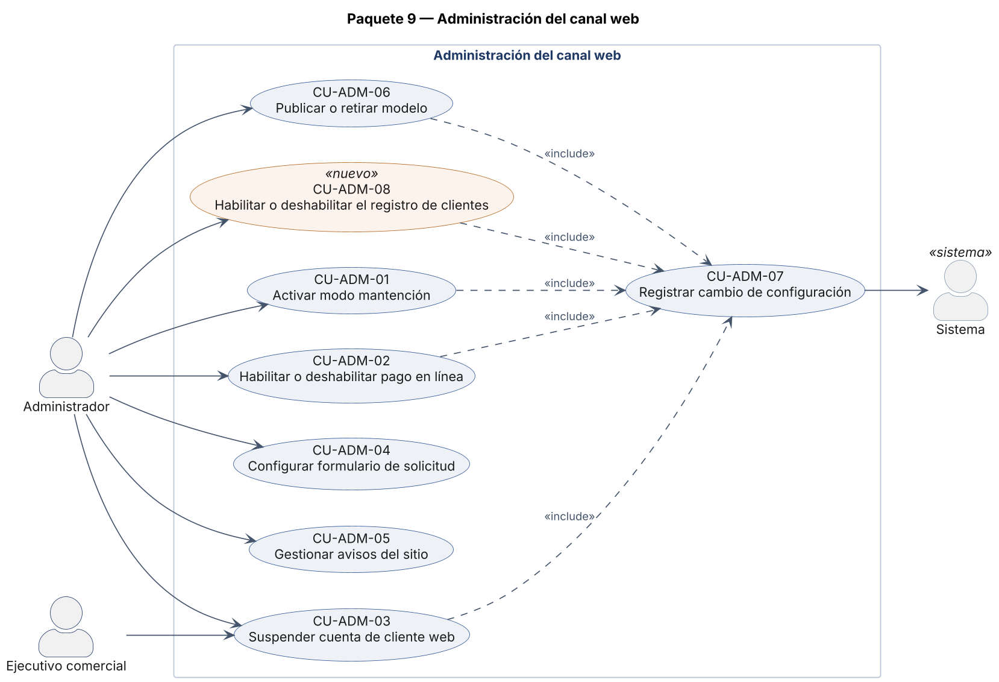 Paquete 9 — Administración del canal web
Administración del canal web
CU-ADM-06
Publicar o retirar modelo
«include»
«nuevo»
CU-ADM-08
Habilitar o deshabilitar el registro de clientes
«include»
«sistema»
Sistema
CU-ADM-01
Activar modo mantención
«include»
CU-ADM-07
Registrar cambio de configuración
«include»
CU-ADM-02
Habilitar o deshabilitar pago en línea
Administrador
CU-ADM-04
Configurar formulario de solicitud
«include»
CU-ADM-05
Gestionar avisos del sitio
CU-ADM-03
Suspender cuenta de cliente web
Ejecutivo comercial